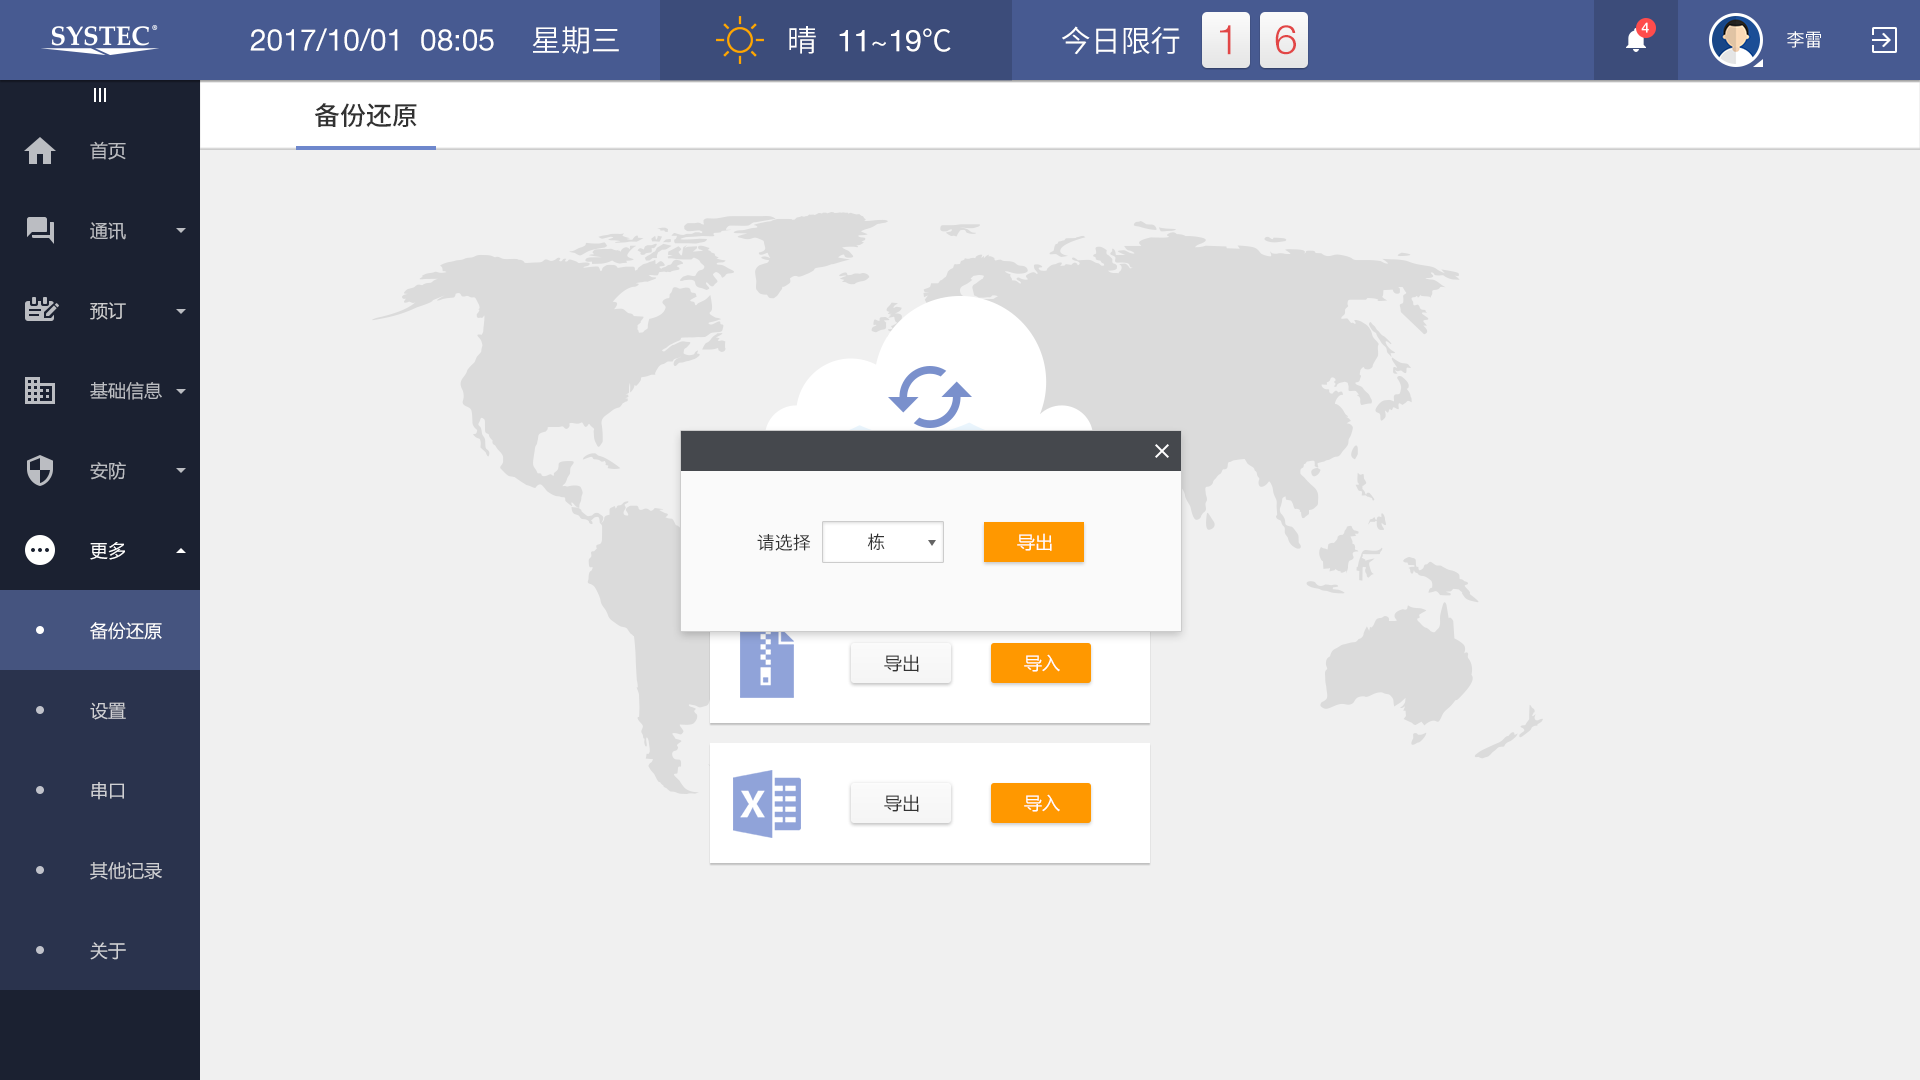 SYSTEC®
2017/10/01 08:05 星期三
晴 11~19℃
今日限行 1 6
4
李雷
备份还原
首页
通讯
预订
基础信息
安防
更多
备份还原
设置
串口
其他记录
关于
请选择 栋 导出
导出 导入
X 导出 导入